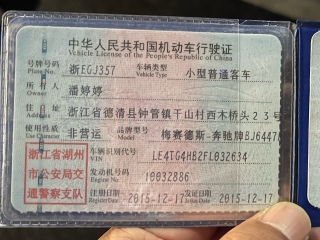 中华人民共和国机动车行驶证
Vehicle License of the People's Republic of China
号牌号码 浙EGJ357 车辆类型 小型普通客车
Plate No. Vehicle Type
所有人 潘婷婷
Owner
住址 浙江省德清县钟管镇干山村西木桥头23号
Address
使用性质 非营运 品牌型号 梅赛德斯-奔驰牌BJ6447
Use Character Model
浙江省湖州市公安局交通警察支队
车辆识别代号 LE4TG4HB2FL032634
VIN
发动机号码 10032886
Engine No.
注册日期 2015-12-17 发证日期 2015-12-17
Register Date Issue Date